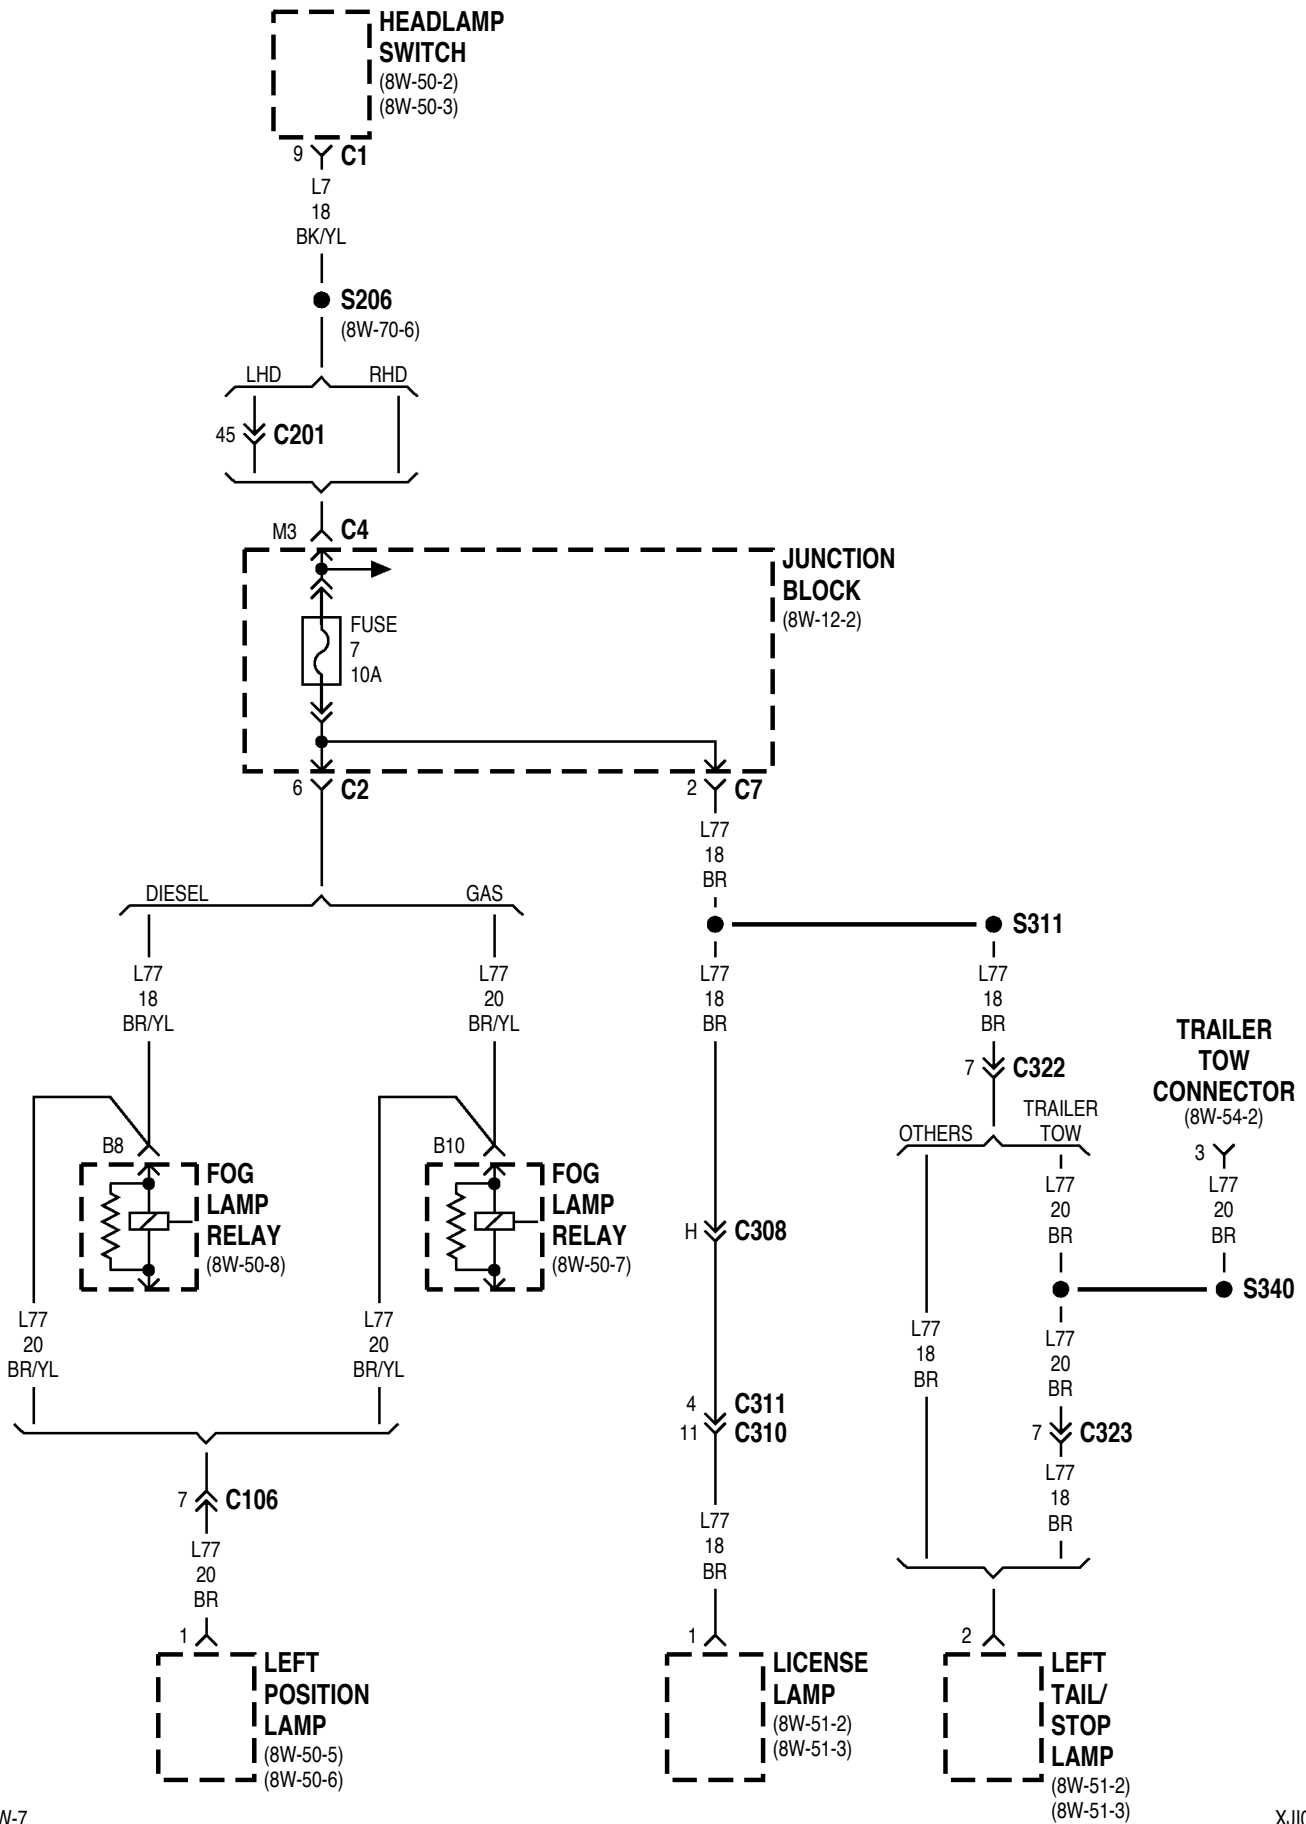 HEADLAMP
SWITCH
(8W-50-2)
(8W-50-3)
9 C1
L7
18
BK/YL
S206
(8W-70-6)
LHD RHD
45 C201
M3 C4
JUNCTION
BLOCK
(8W-12-2)
FUSE
7
10A
6 C2
2 C7
L77
18
BR
DIESEL GAS
S311
L77
18
BR/YL
L77
20
BR/YL
L77
18
BR
L77
18
BR
TRAILER
TOW
CONNECTOR
(8W-54-2)
7 C322
OTHERS
TRAILER
TOW
3
B8
FOG
LAMP
RELAY
(8W-50-8)
B10
FOG
LAMP
RELAY
(8W-50-7)
L77
20
BR
L77
20
BR
H C308
S340
L77
20
BR/YL
L77
20
BR/YL
L77
18
BR
L77
20
BR
4 C311
11 C310
7 C323
L77
18
BR
7 C106
L77
20
BR
L77
18
BR
1
LEFT
POSITION
LAMP
(8W-50-5)
(8W-50-6)
1
LICENSE
LAMP
(8W-51-2)
(8W-51-3)
2
LEFT
TAIL/
STOP
LAMP
(8W-51-2)
(8W-51-3)
W-7